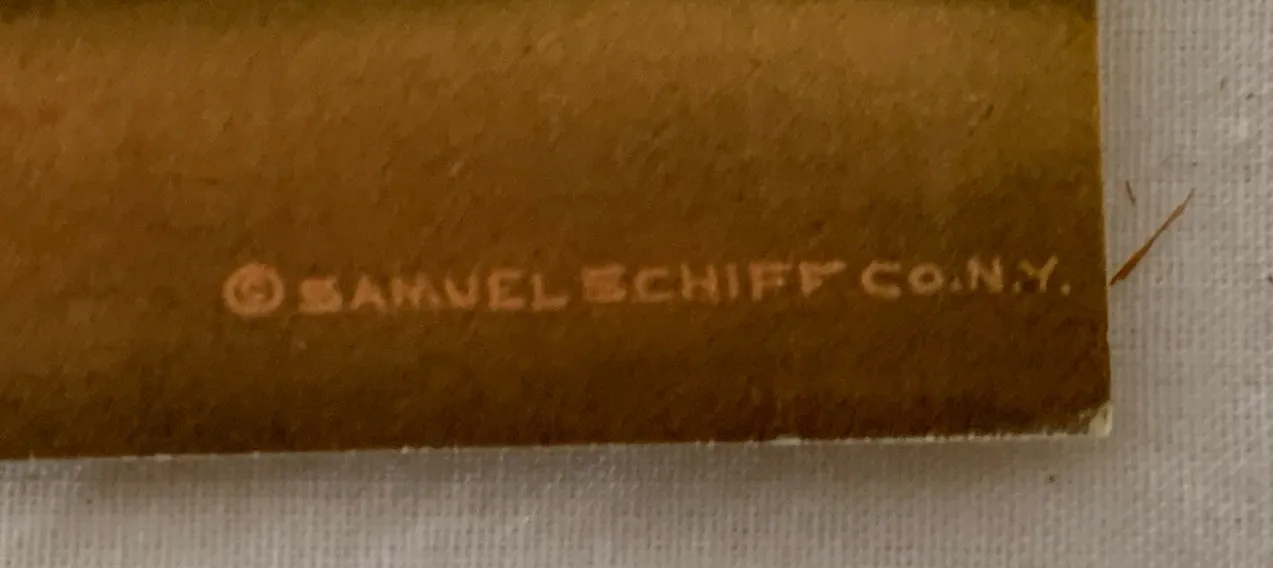 © SAMUEL SCHIFF CO. N.Y.